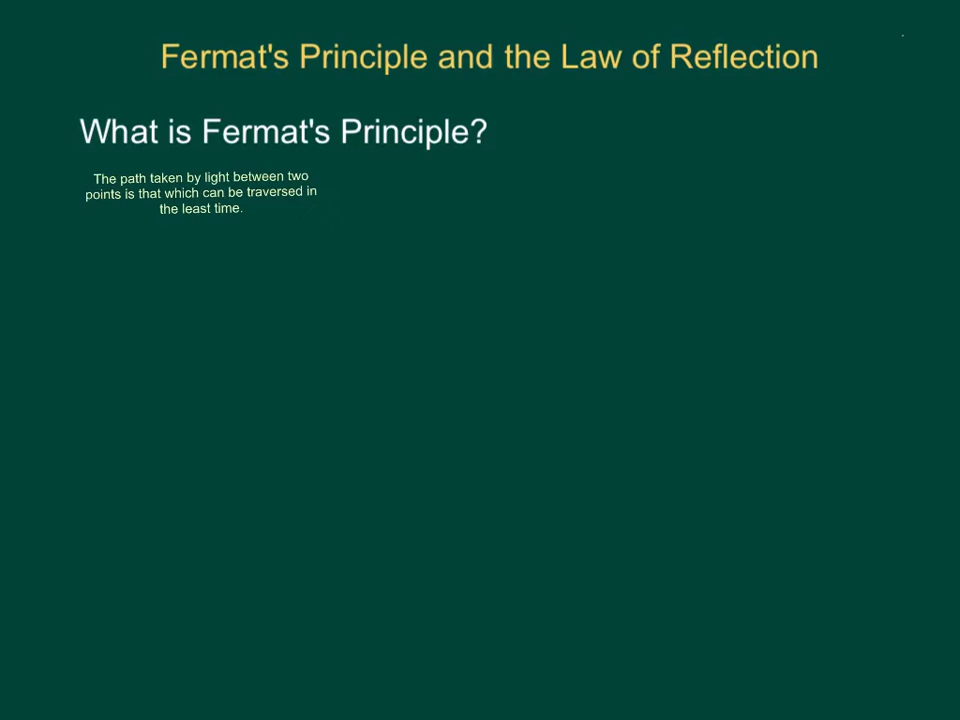 Fermat's Principle and the Law of Reflection
What is Fermat's Principle?
The path taken by light between two
points is that which can be traversed in
the least time.